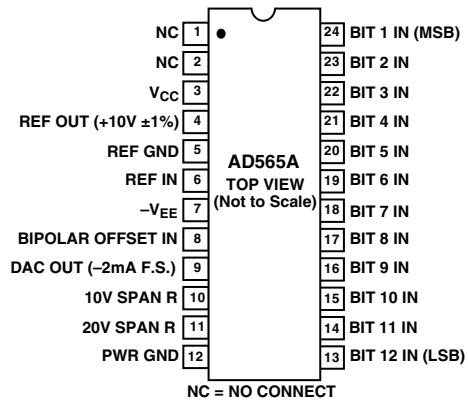 NC 1
NC 2
VCC 3
REF OUT (+10V ±1%) 4
REF GND 5
REF IN 6
–VEE 7
BIPOLAR OFFSET IN 8
DAC OUT (–2mA F.S.) 9
10V SPAN R 10
20V SPAN R 11
PWR GND 12
AD565A
TOP VIEW
(Not to Scale)
24 BIT 1 IN (MSB)
23 BIT 2 IN
22 BIT 3 IN
21 BIT 4 IN
20 BIT 5 IN
19 BIT 6 IN
18 BIT 7 IN
17 BIT 8 IN
16 BIT 9 IN
15 BIT 10 IN
14 BIT 11 IN
13 BIT 12 IN (LSB)
NC = NO CONNECT